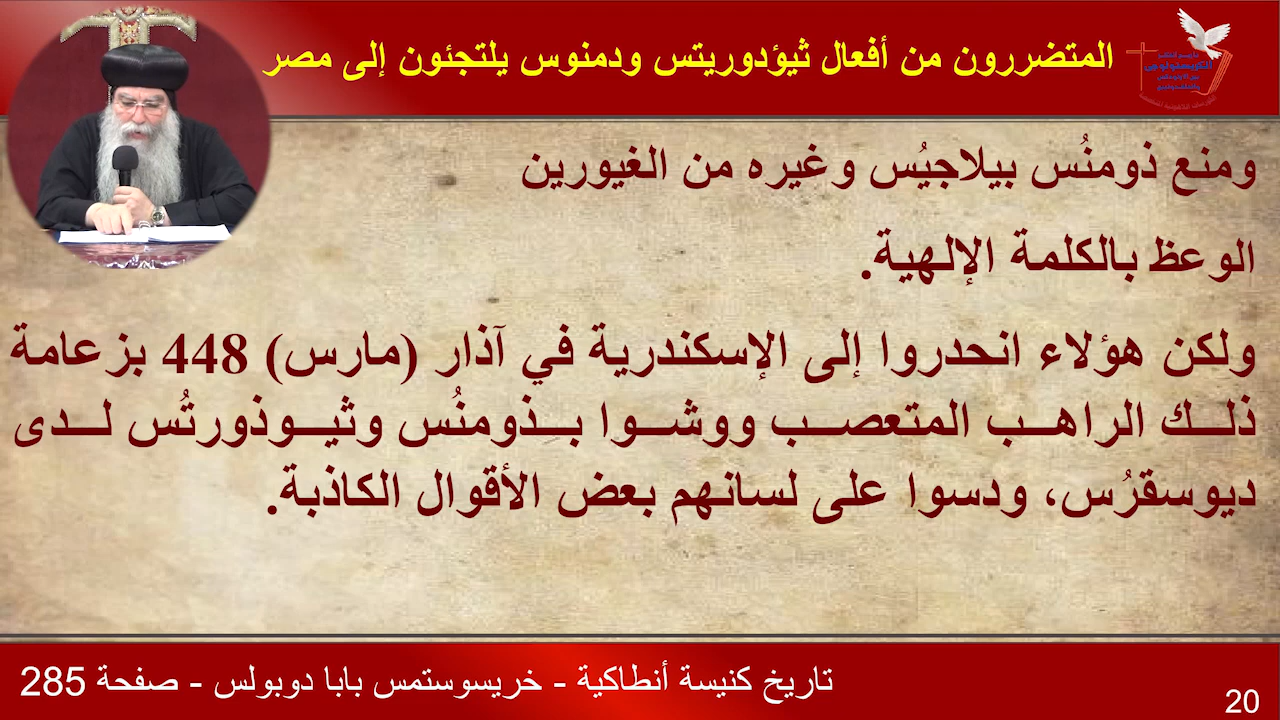 المتضررون من أفعال ثيؤدوريتس ودمنوس يلتجئون إلى مصر
ومنع ذومنُس بيلاجيُس وغيره من الغيورين
الوعظ بالكلمة الإلهية.
ولكن هؤلاء انحدروا إلى الإسكندرية في آذار (مارس) 448 بزعامة
ذلك الراهب المتعصب ووشوا بذومنُس وثيوذورتُس لدى
ديوسقرُس، ودسوا على لسانهم بعض الأقوال الكاذبة.
تاريخ كنيسة أنطاكية - خريسوستمس بابا دوبولس - صفحة 285
20